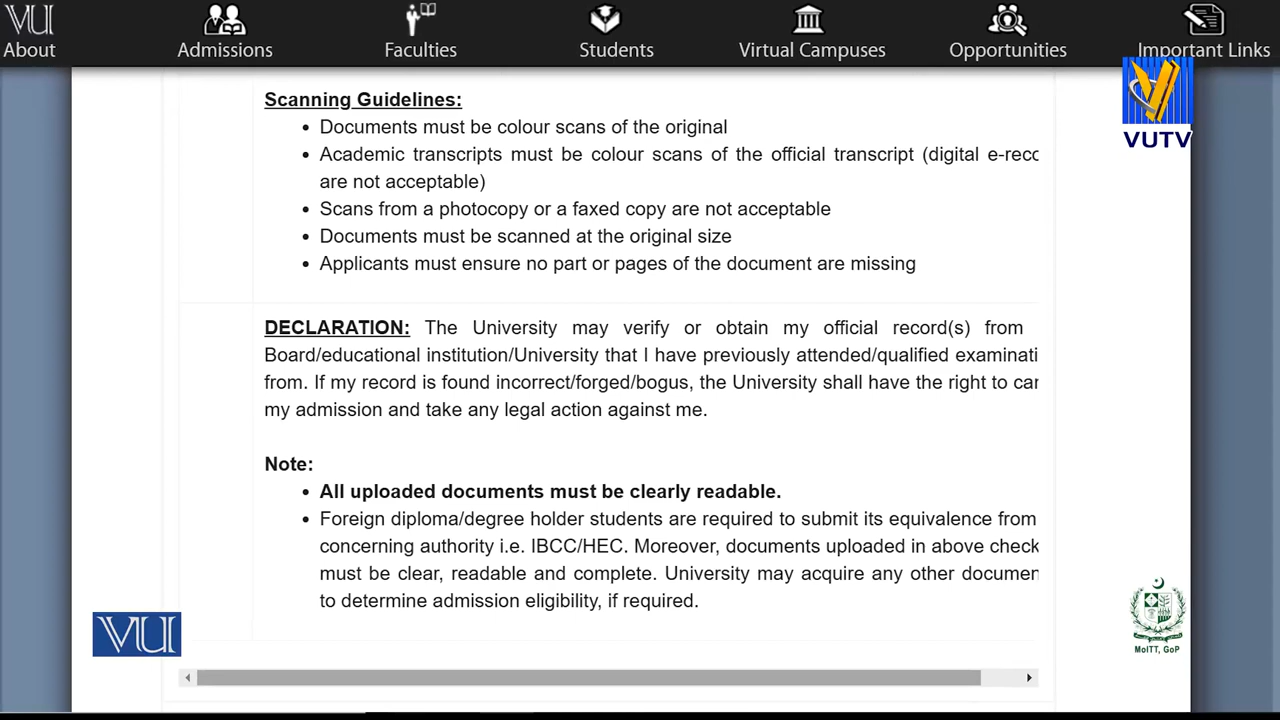 VU
About
Admissions
Faculties
Students
Virtual Campuses
Opportunities
Important Links
VUTV
Scanning Guidelines:
• Documents must be colour scans of the original
• Academic transcripts must be colour scans of the official transcript (digital e-reco
are not acceptable)
• Scans from a photocopy or a faxed copy are not acceptable
• Documents must be scanned at the original size
• Applicants must ensure no part or pages of the document are missing
DECLARATION: The University may verify or obtain my official record(s) from
Board/educational institution/University that I have previously attended/qualified examinati
from. If my record is found incorrect/forged/bogus, the University shall have the right to can
my admission and take any legal action against me.
Note:
• All uploaded documents must be clearly readable.
• Foreign diploma/degree holder students are required to submit its equivalence from
concerning authority i.e. IBCC/HEC. Moreover, documents uploaded in above check
must be clear, readable and complete. University may acquire any other documen
to determine admission eligibility, if required.
VU
MoITT, GoP